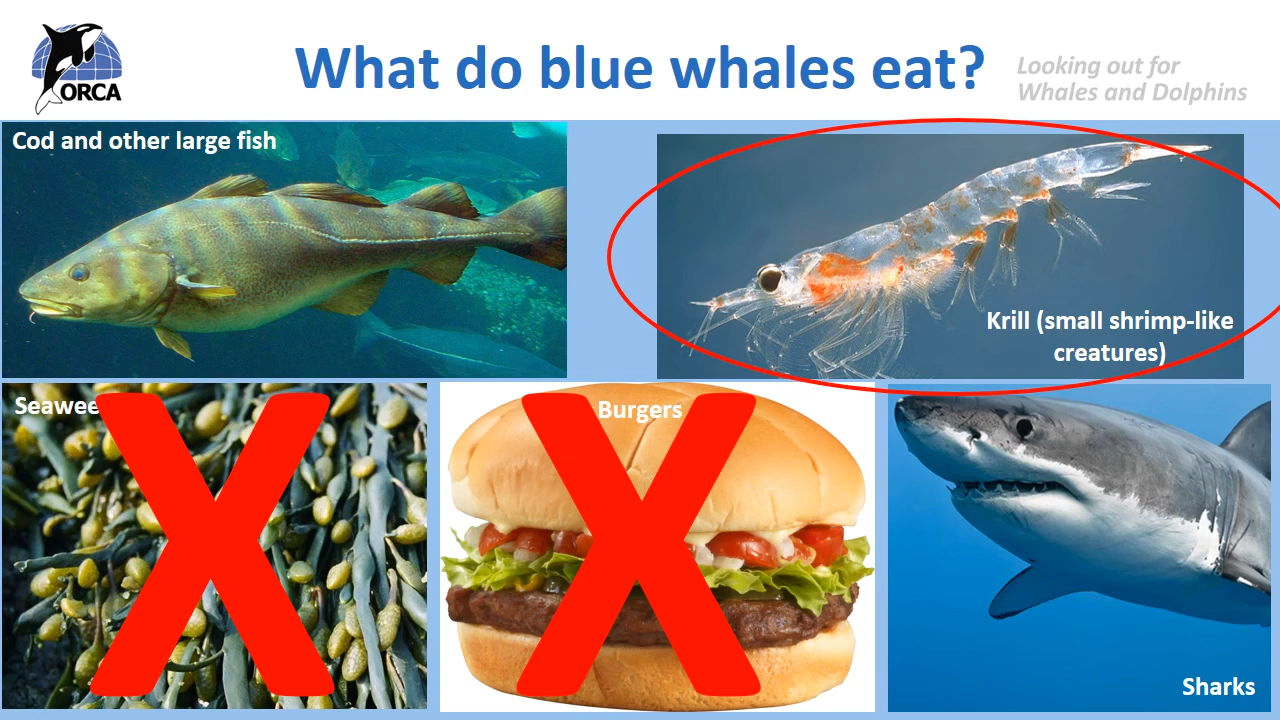 ORCA
What do blue whales eat?
Looking out for
Whales and Dolphins
Cod and other large fish
Krill (small shrimp-like
creatures)
Seawee
Burgers
Sharks